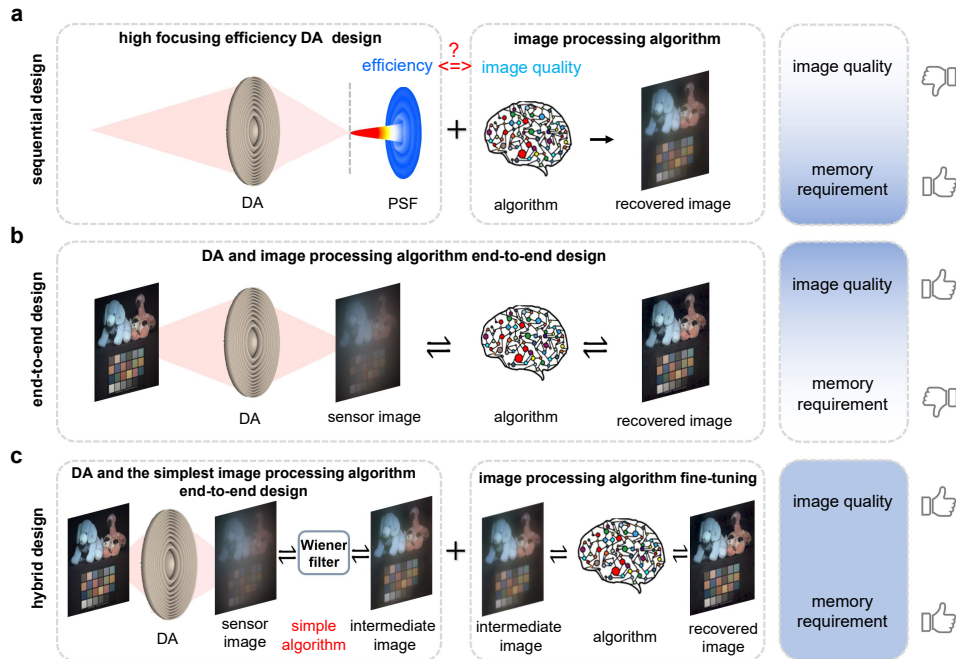 a
sequential design
high focusing efficiency DA design
image processing algorithm
?
efficiency <=> image quality
+
DA
PSF
algorithm
recovered image
image quality
memory
requirement
b
end-to-end design
DA and image processing algorithm end-to-end design
DA
sensor image
algorithm
recovered image
image quality
memory
requirement
c
hybrid design
DA and the simplest image processing algorithm
end-to-end design
image processing algorithm fine-tuning
Wiener
filter
+
DA
sensor
image
simple
algorithm
intermediate
image
intermediate
image
algorithm
recovered
image
image quality
memory
requirement